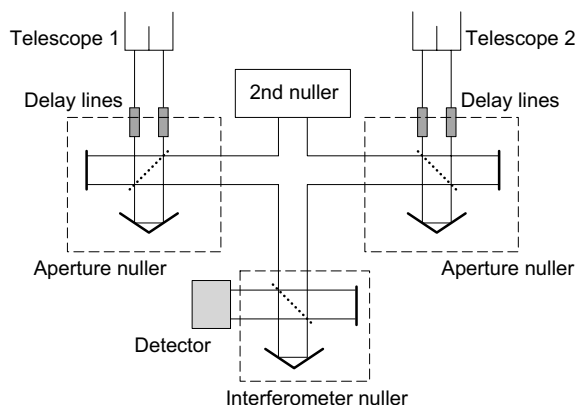 Telescope 1
Telescope 2
2nd nuller
Delay lines
Delay lines
Aperture nuller
Aperture nuller
Detector
Interferometer nuller